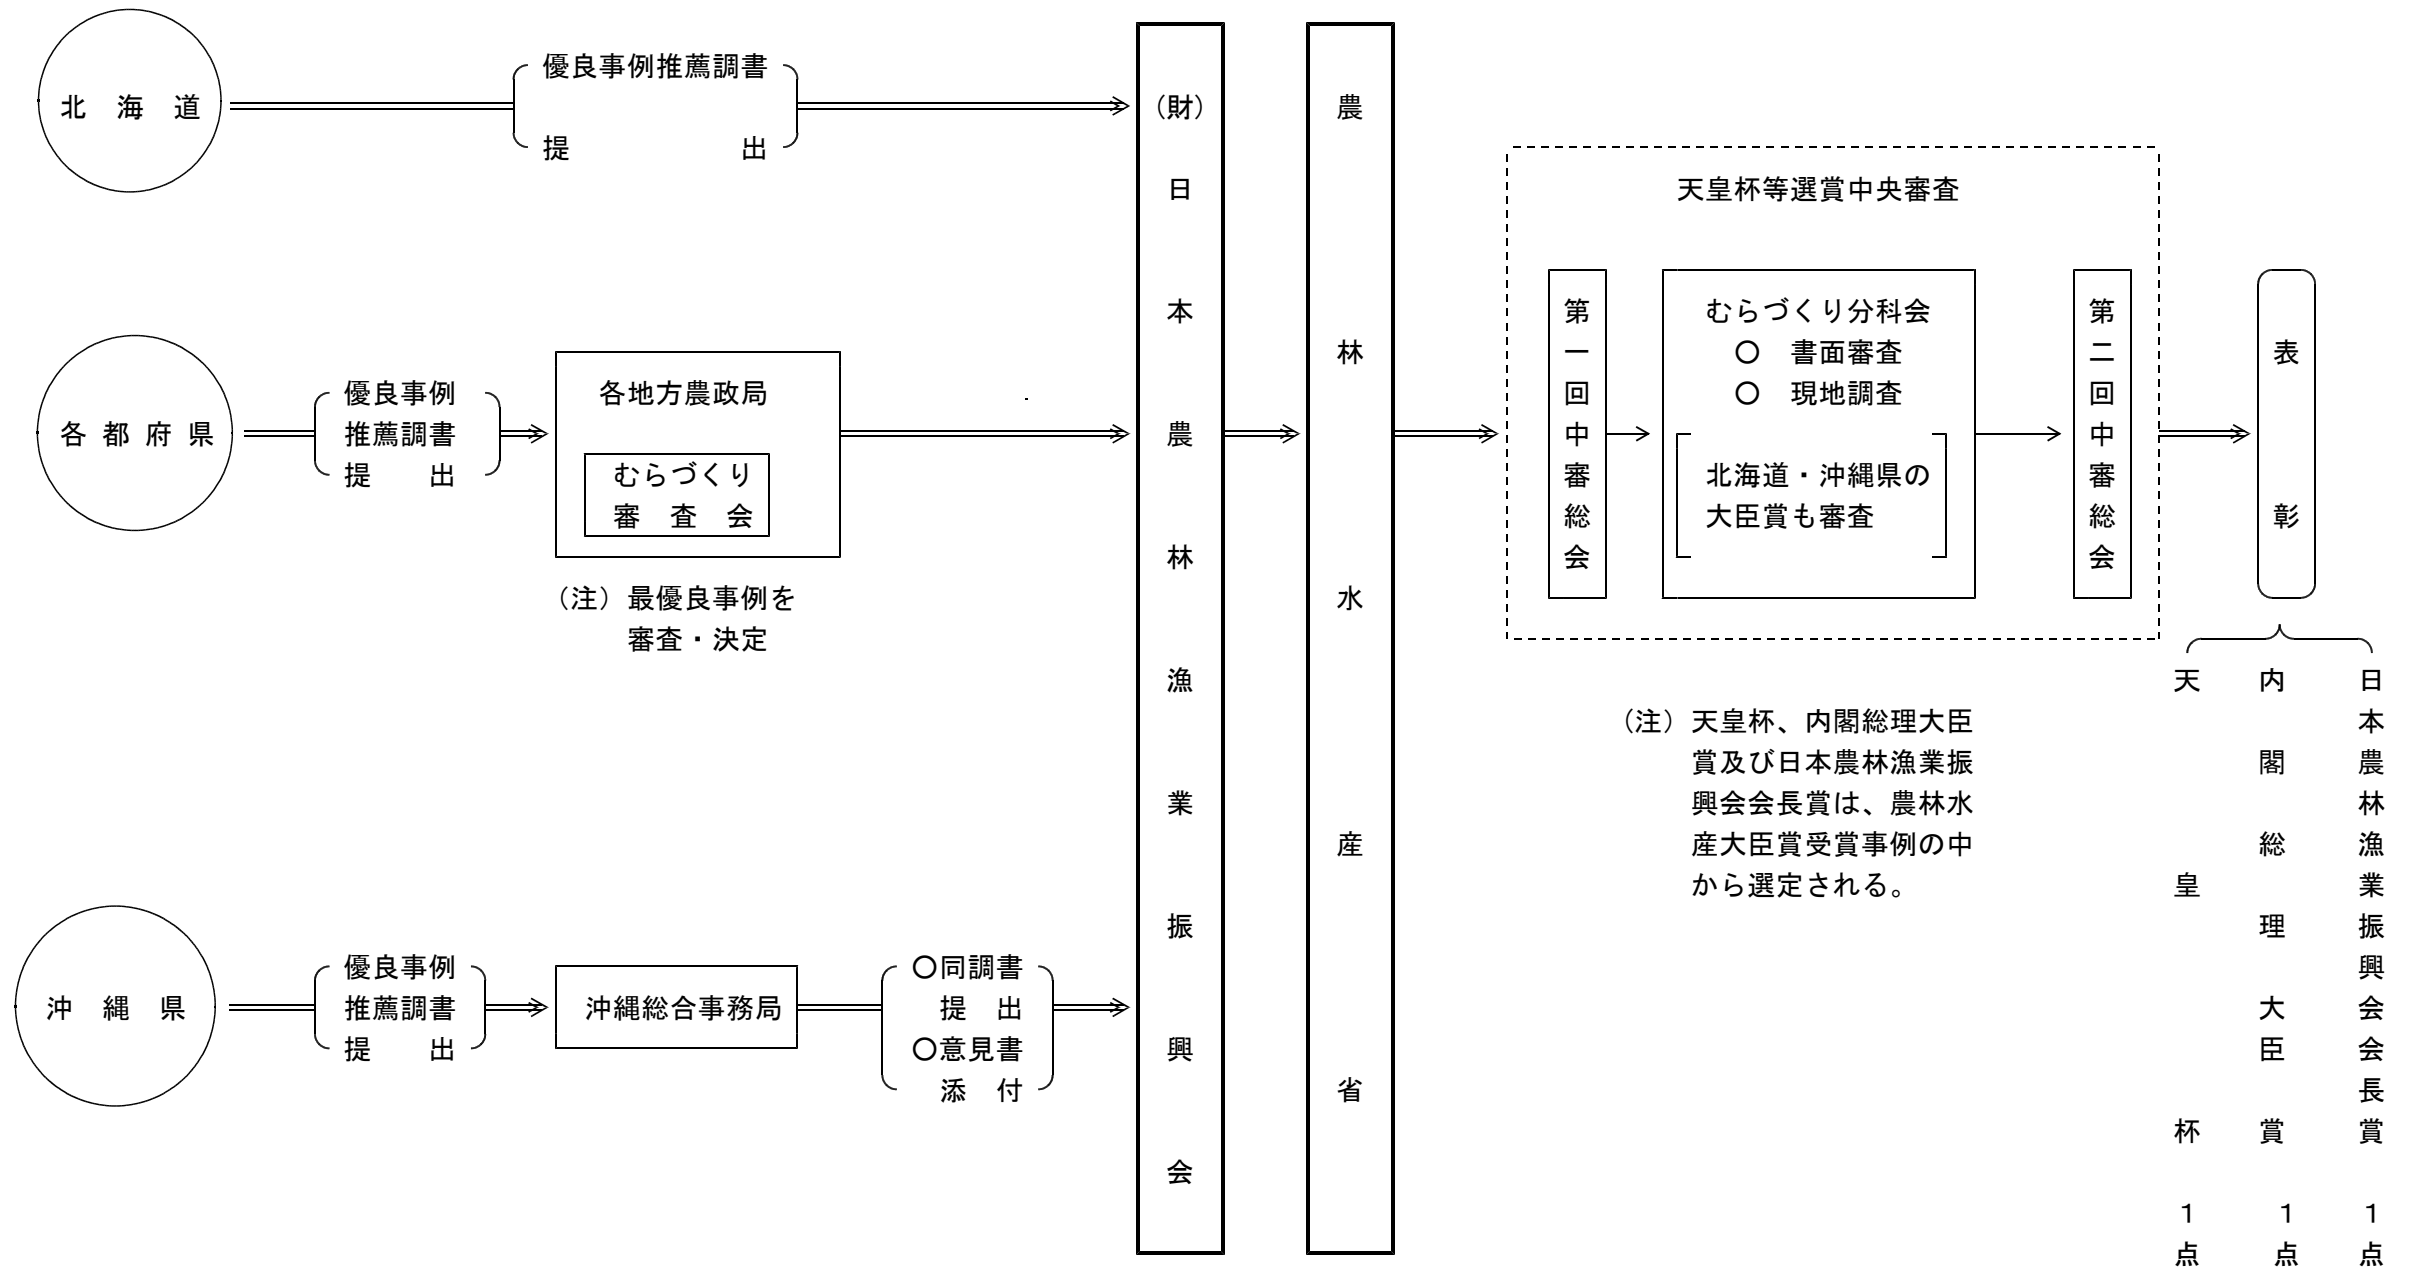 北海道
優良事例推薦調書
提出
各都府県
優良事例
推薦調書
提出
各地方農政局
むらづくり
審査会
（注）最優良事例を
審査・決定
沖縄県
優良事例
推薦調書
提出
沖縄総合事務局
○同調書
提出
○意見書
添付
（財）日本農林漁業振興会
農林水産省
天皇杯等選賞中央審査
第一回中審総会
むらづくり分科会
○　書面審査
○　現地調査
北海道・沖縄県の
大臣賞も審査
第二回中審総会
（注）天皇杯、内閣総理大臣
賞及び日本農林漁業振
興会会長賞は、農林水
産大臣賞受賞事例の中
から選定される。
表彰
天皇杯　１点
内閣総理大臣賞　１点
日本農林漁業振興会会長賞　１点